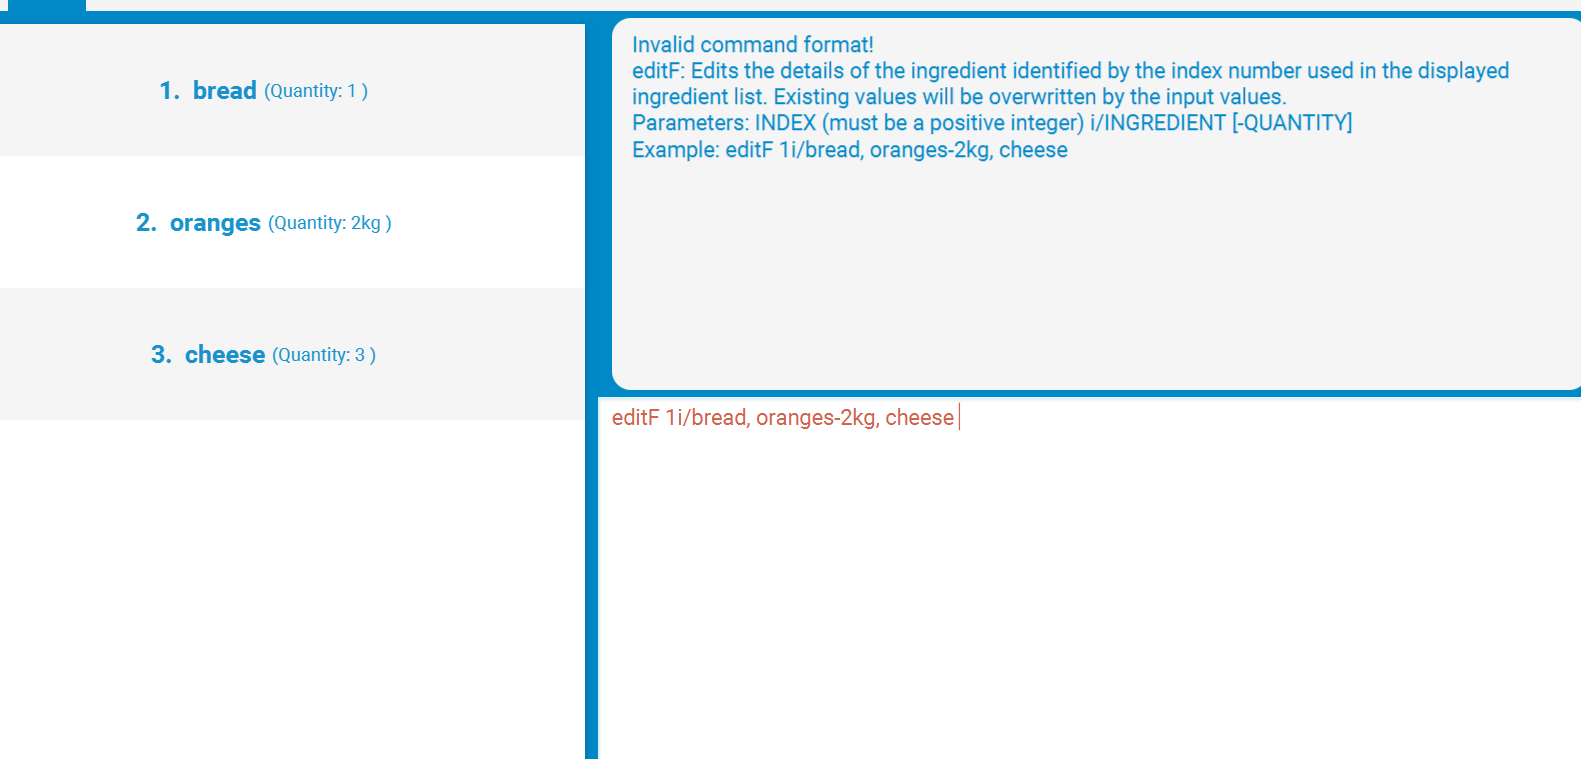 1. bread (Quantity: 1 )
2. oranges (Quantity: 2kg )
3. cheese (Quantity: 3 )
Invalid command format!
editF: Edits the details of the ingredient identified by the index number used in the displayed
ingredient list. Existing values will be overwritten by the input values.
Parameters: INDEX (must be a positive integer) i/INGREDIENT [-QUANTITY]
Example: editF 1i/bread, oranges-2kg, cheese
editF 1i/bread, oranges-2kg, cheese